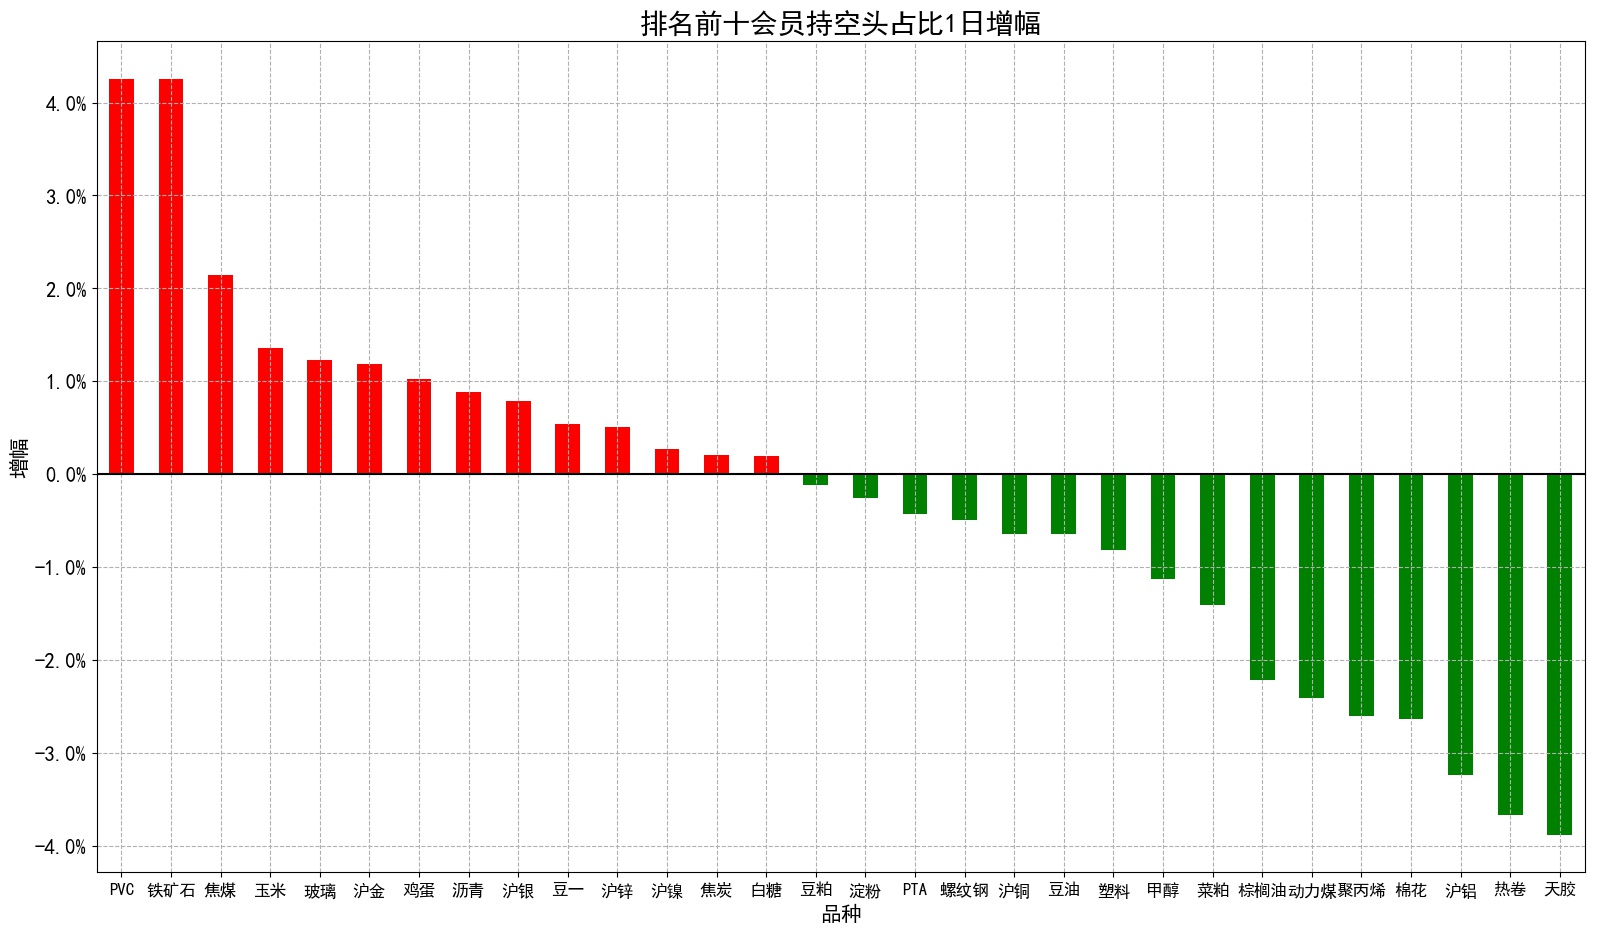 排名前十会员持空头占比1日增幅
增幅
4.0%
3.0%
2.0%
1.0%
0.0%
-1.0%
-2.0%
-3.0%
-4.0%
PVC 铁矿石 焦煤 玉米 玻璃 沪金 鸡蛋 沥青 沪银 豆一 沪锌 沪镍 焦炭 白糖 豆粕 淀粉 PTA 螺纹钢 沪铜 豆油 塑料 甲醇 菜粕 棕榈油 动力煤 聚丙烯 棉花 沪铝 热卷 天胶
品种